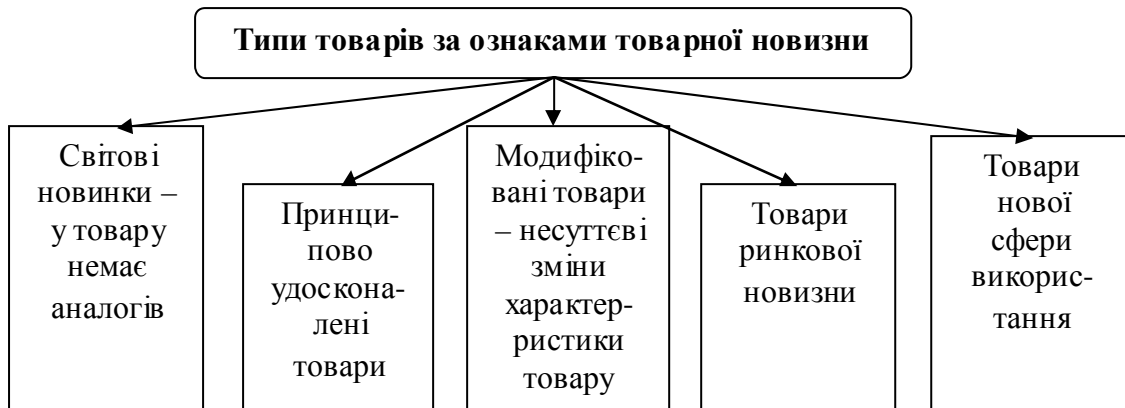 Типи товарів за ознаками товарної новизни
Світові
новинки –
у товару
немає
аналогів
Принци-
пово
удоскона-
лені
товари
Модифіко-
вані товари
– несуттєві
зміни
характер-
ристики
товару
Товари
ринкової
новизни
Товари
нової
сфери
викорис-
тання